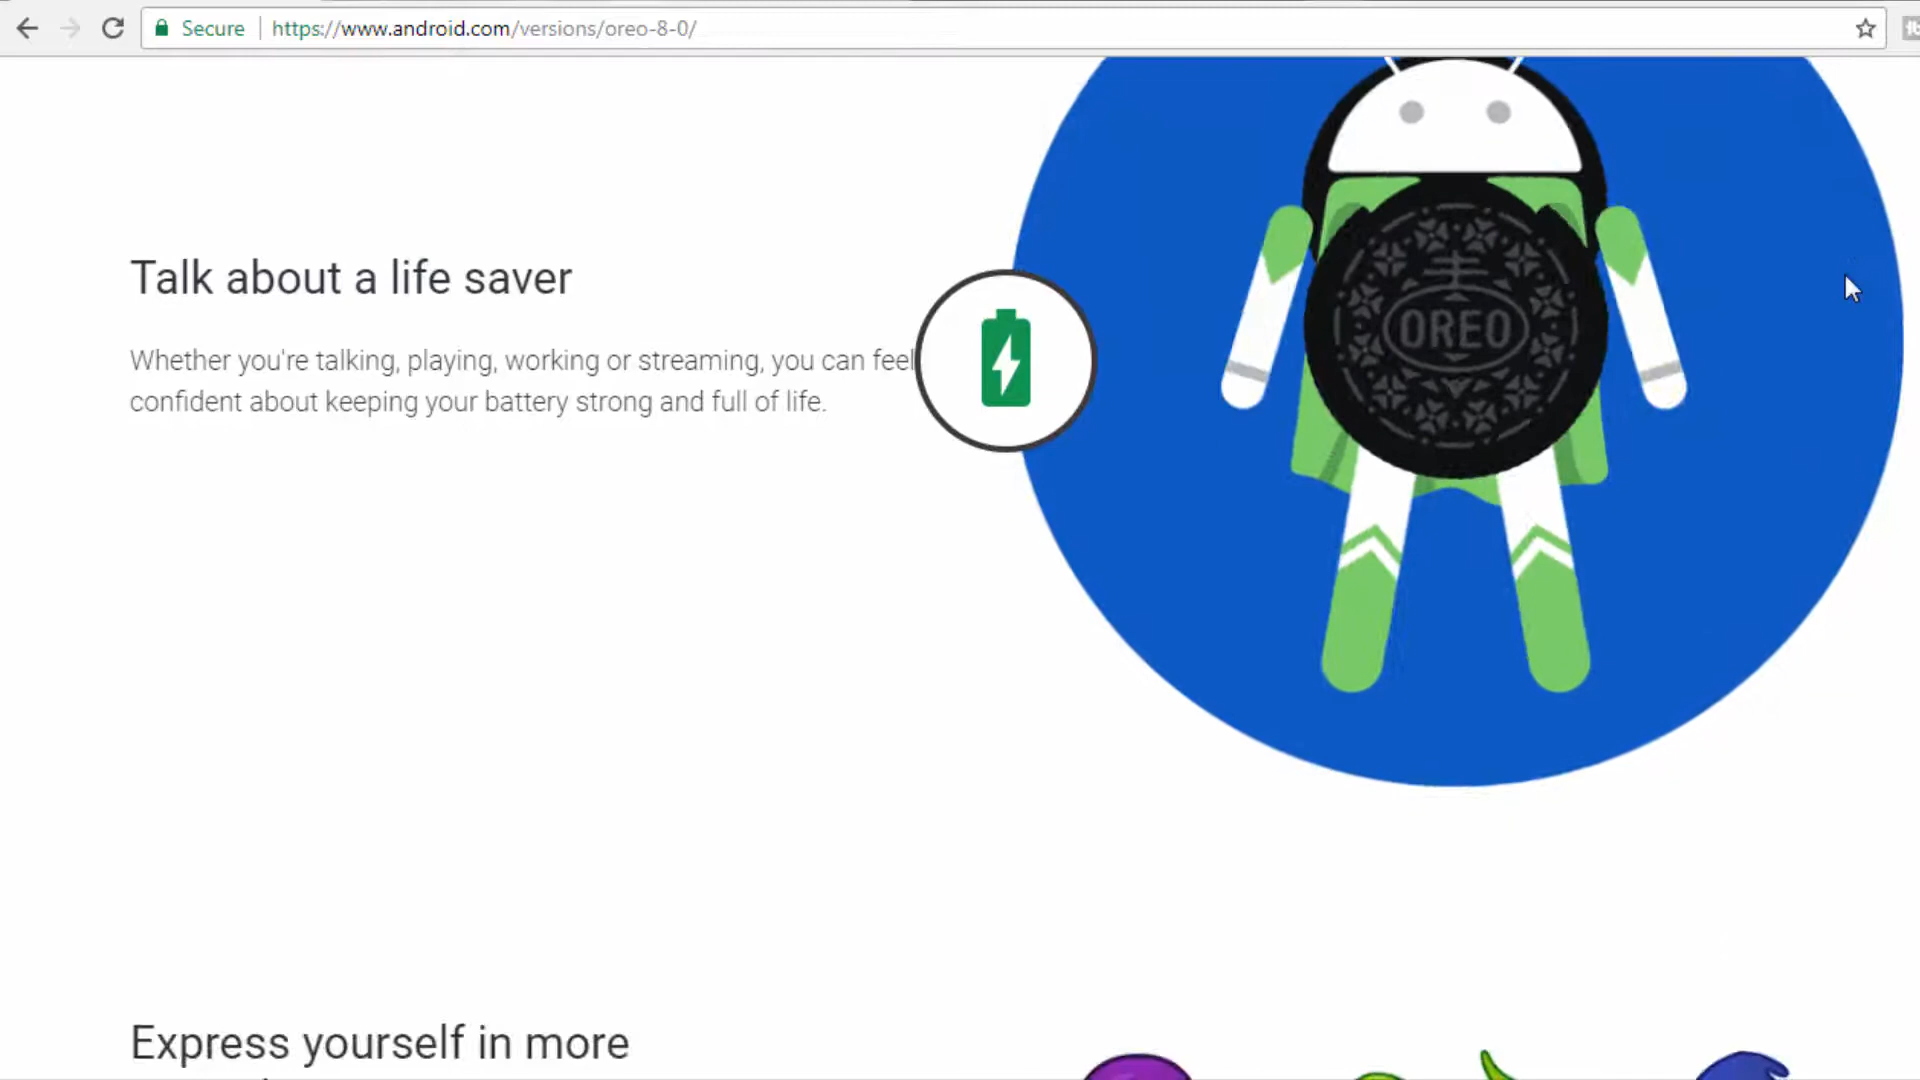 Secure https://www.android.com/versions/oreo-8-0/
OREO
Talk about a life saver
Whether you're talking, playing, working or streaming, you can feel
confident about keeping your battery strong and full of life.
Express yourself in more